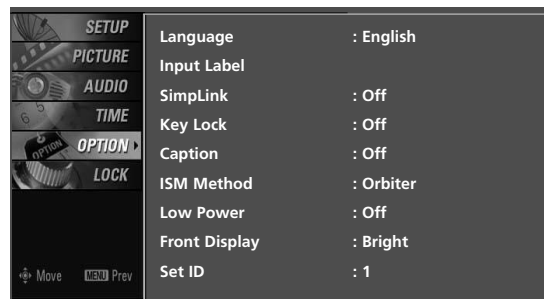 SETUP
PICTURE
AUDIO
TIME
OPTION
LOCK
Move MENU Prev
Language : English
Input Label
SimpLink : Off
Key Lock : Off
Caption : Off
ISM Method : Orbiter
Low Power : Off
Front Display : Bright
Set ID : 1